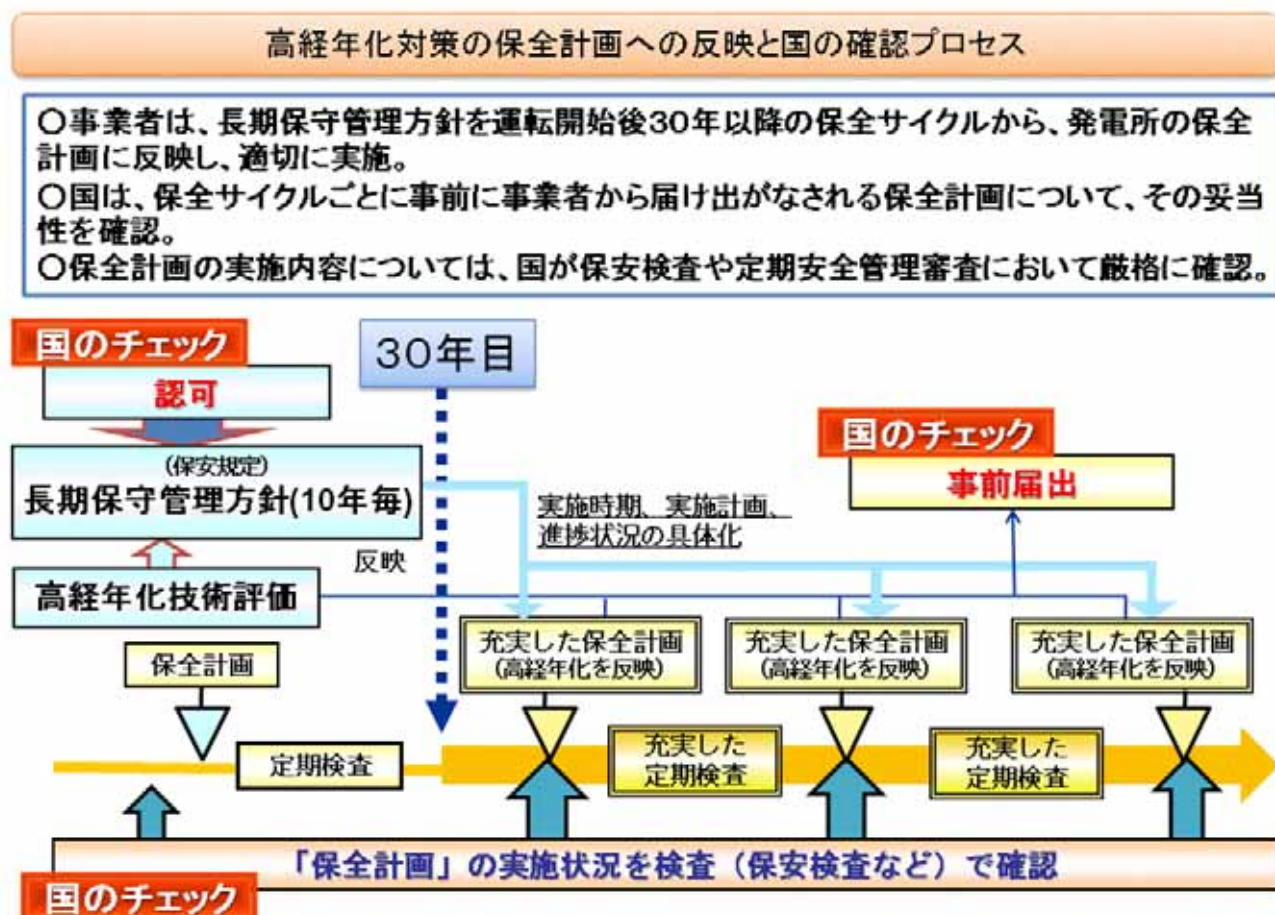 高経年化対策の保全計画への反映と国の確認プロセス
○事業者は、長期保守管理方針を運転開始後30年以降の保全サイクルから、発電所の保全
計画に反映し、適切に実施。
○国は、保全サイクルごとに事前に事業者から届け出がなされる保全計画について、その妥当
性を確認。
○保全計画の実施内容については、国が保安検査や定期安全管理審査において厳格に確認。
国のチェック
認可
30年目
国のチェック
事前届出
(保安規定)
長期保守管理方針(10年毎)
実施時期、実施計画、
進捗状況の具体化
反映
高経年化技術評価
保全計画
充実した保全計画
(高経年化を反映)
充実した保全計画
(高経年化を反映)
充実した保全計画
(高経年化を反映)
定期検査
充実した
定期検査
充実した
定期検査
「保全計画」の実施状況を検査（保安検査など）で確認
国のチェック